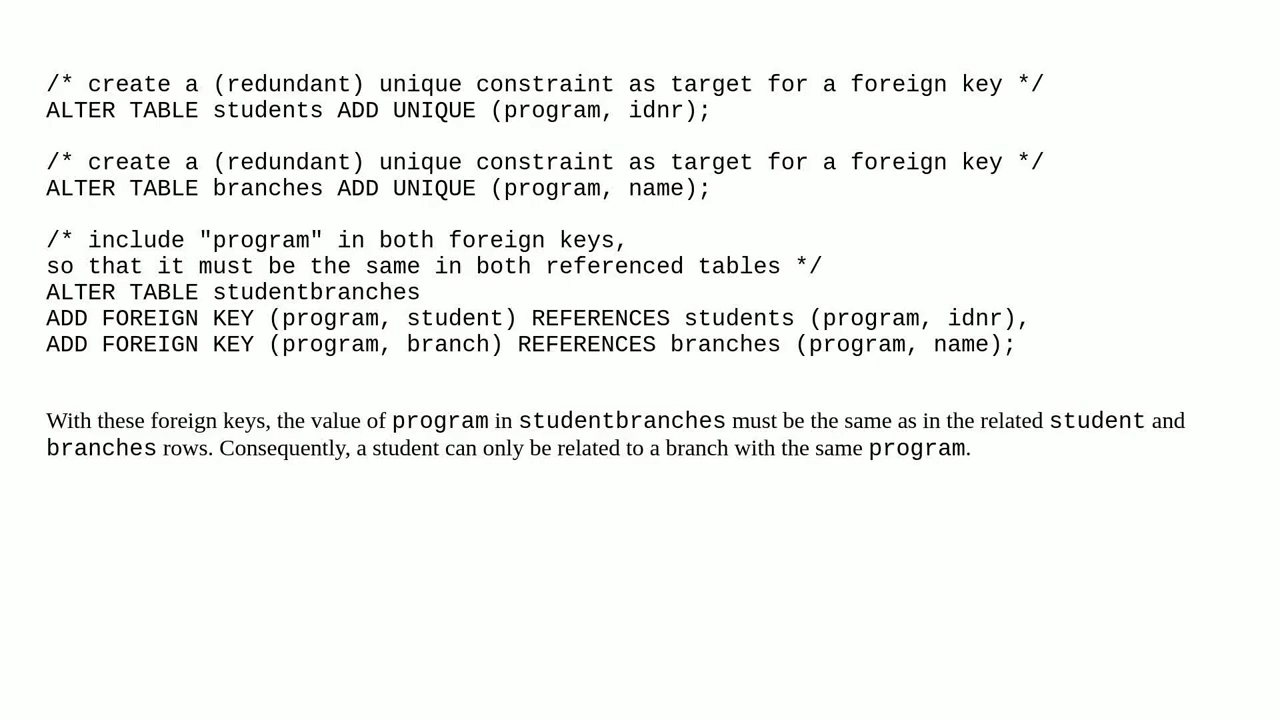 /* create a (redundant) unique constraint as target for a foreign key */
ALTER TABLE students ADD UNIQUE (program, idnr);
/* create a (redundant) unique constraint as target for a foreign key */
ALTER TABLE branches ADD UNIQUE (program, name);
/* include "program" in both foreign keys,
so that it must be the same in both referenced tables */
ALTER TABLE studentbranches
ADD FOREIGN KEY (program, student) REFERENCES students (program, idnr),
ADD FOREIGN KEY (program, branch) REFERENCES branches (program, name);
With these foreign keys, the value of program in studentbranches must be the same as in the related student and
branches rows. Consequently, a student can only be related to a branch with the same program.